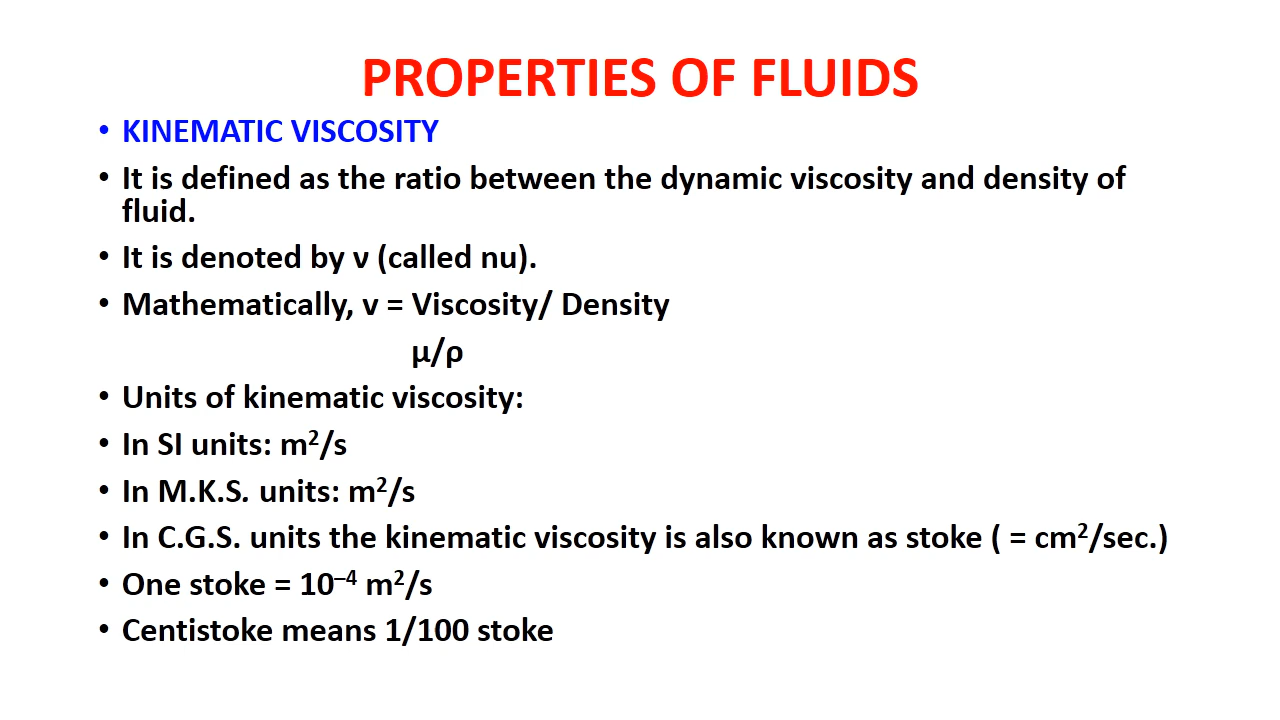 PROPERTIES OF FLUIDS
• KINEMATIC VISCOSITY
• It is defined as the ratio between the dynamic viscosity and density of
fluid.
• It is denoted by ν (called nu).
• Mathematically, ν = Viscosity/ Density
μ/ρ
• Units of kinematic viscosity:
• In SI units: m²/s
• In M.K.S. units: m²/s
• In C.G.S. units the kinematic viscosity is also known as stoke ( = cm²/sec.)
• One stoke = 10⁻⁴ m²/s
• Centistoke means 1/100 stoke